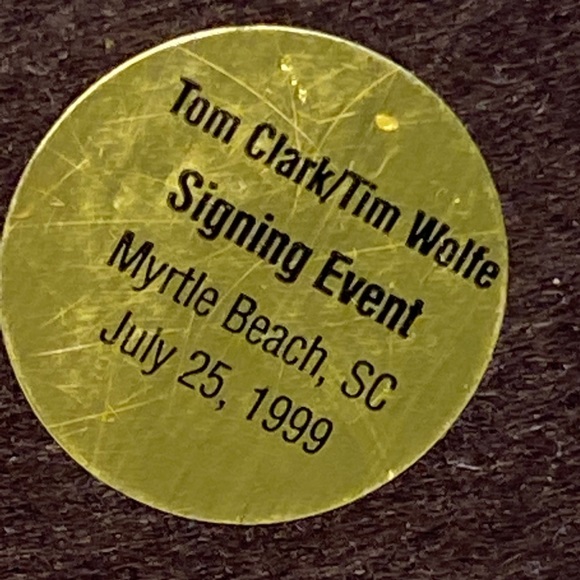 Tom Clark/Tim Wolfe
Signing Event
Myrtle Beach, SC
July 25, 1999